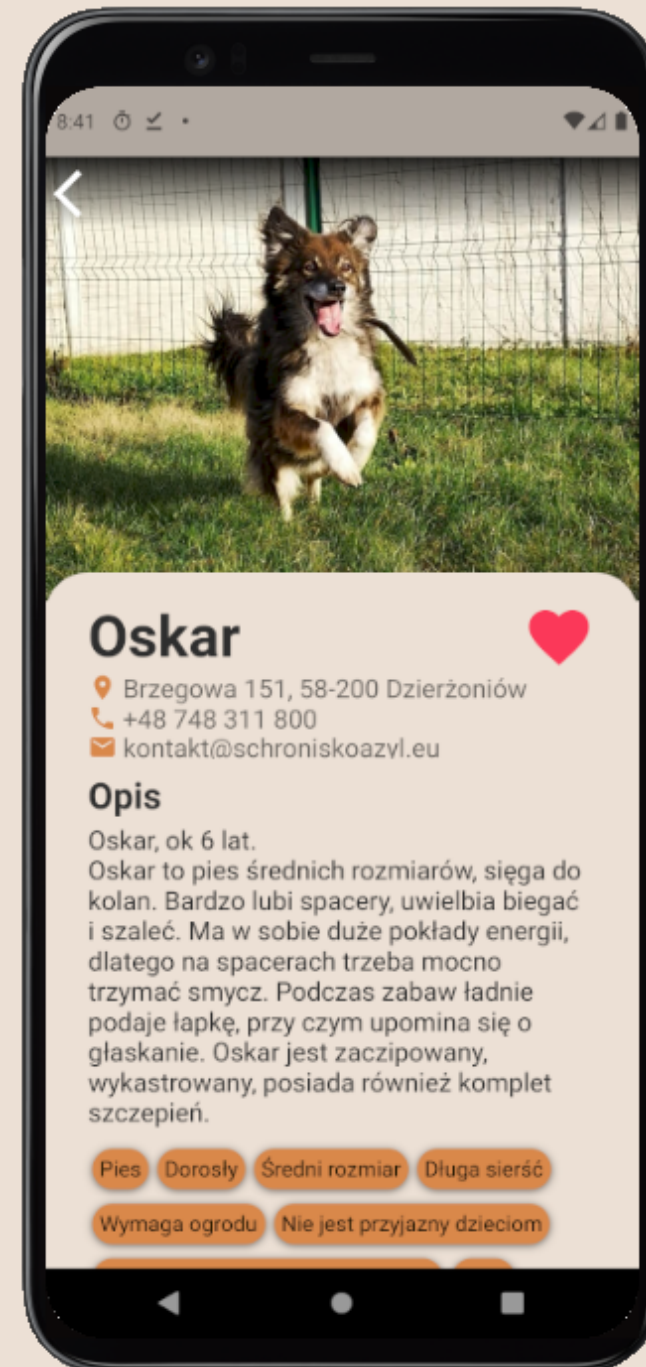 8:41
Oskar
Brzegowa 151, 58-200 Dzierżoniów
+48 748 311 800
kontakt@schroniskoazyl.eu
Opis
Oskar, ok 6 lat.
Oskar to pies średnich rozmiarów, sięga do
kolan. Bardzo lubi spacery, uwielbia biegać
i szaleć. Ma w sobie duże pokłady energii,
dlatego na spacerach trzeba mocno
trzymać smycz. Podczas zabaw ładnie
podaje łapkę, przy czym upomina się o
głaskanie. Oskar jest zaczipowany,
wykastrowany, posiada również komplet
szczepień.
Pies Dorosły Średni rozmiar Długa sierść
Wymaga ogrodu Nie jest przyjazny dzieciom